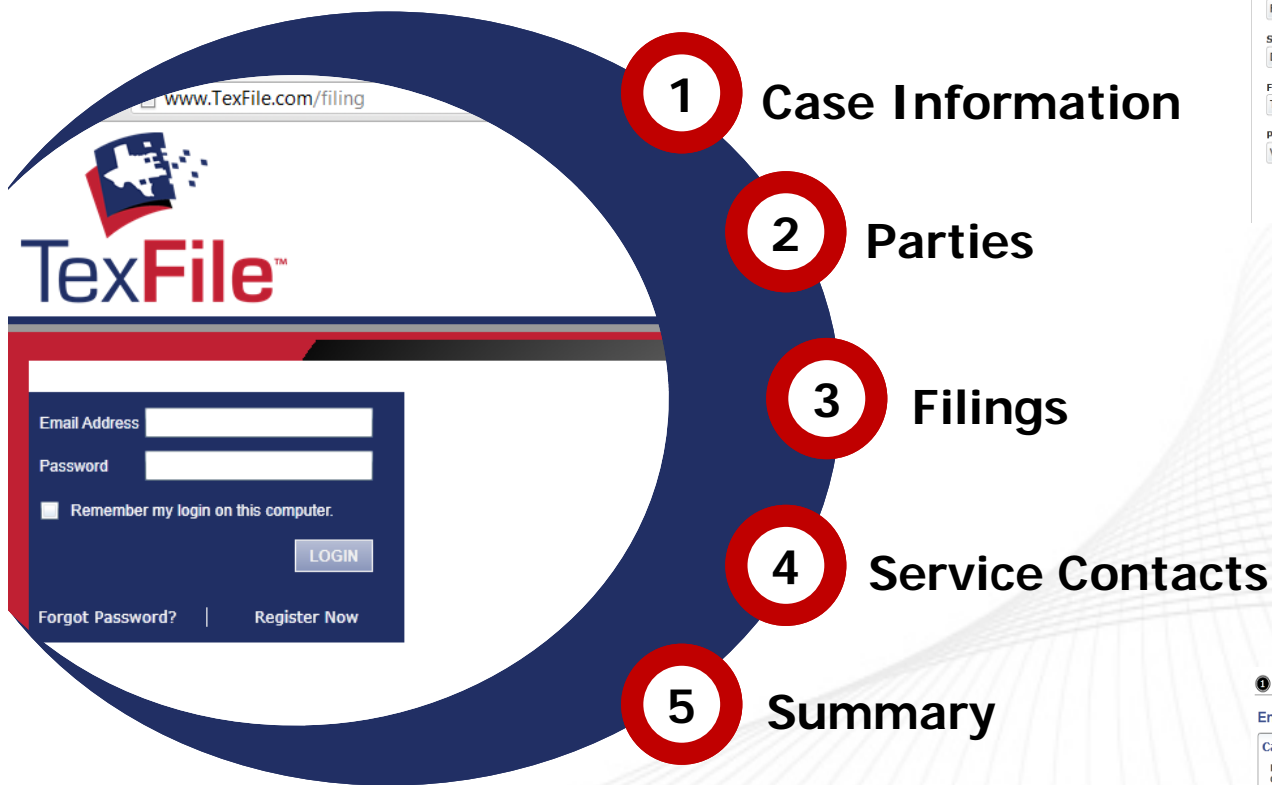 www.TexFile.com/filing
TexFile™
Email Address
Password
Remember my login on this computer.
LOGIN
Forgot Password? | Register Now
1 Case Information
2 Parties
3 Filings
4 Service Contacts
5 Summary
1